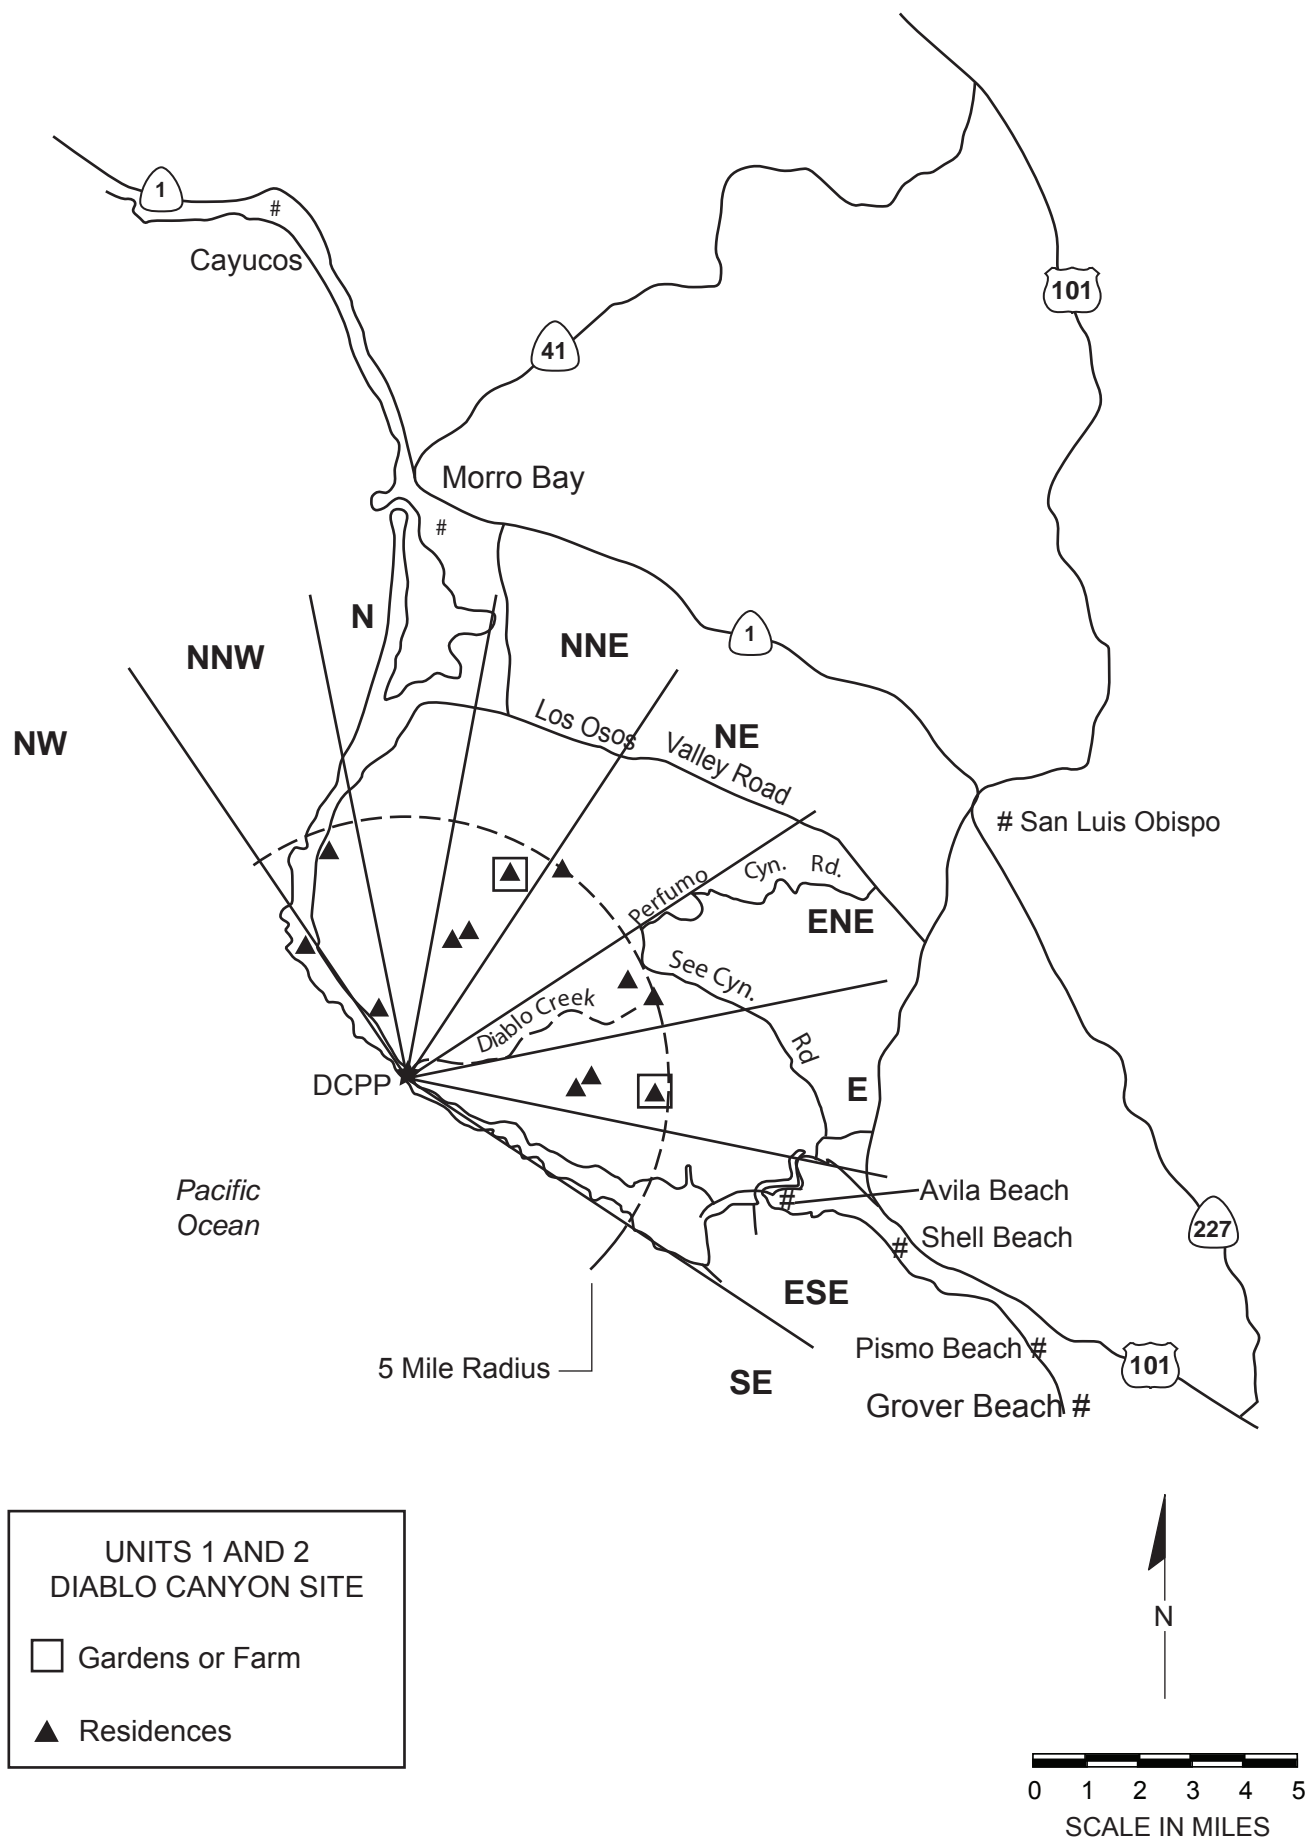 1
#
Cayucos
101
41
Morro Bay
#
N
NNE
1
NNW
NW
Los Osos
Valley Road
NE
# San Luis Obispo
Perfumo
Cyn.
Rd.
ENE
See Cyn.
Rd
Diablo Creek
DCPP
E
Pacific
Ocean
Avila Beach
#
Shell Beach
#
227
ESE
5 Mile Radius
SE
Pismo Beach #
101
Grover Beach #
UNITS 1 AND 2
DIABLO CANYON SITE
Gardens or Farm
Residences
N
0 1 2 3 4 5
SCALE IN MILES